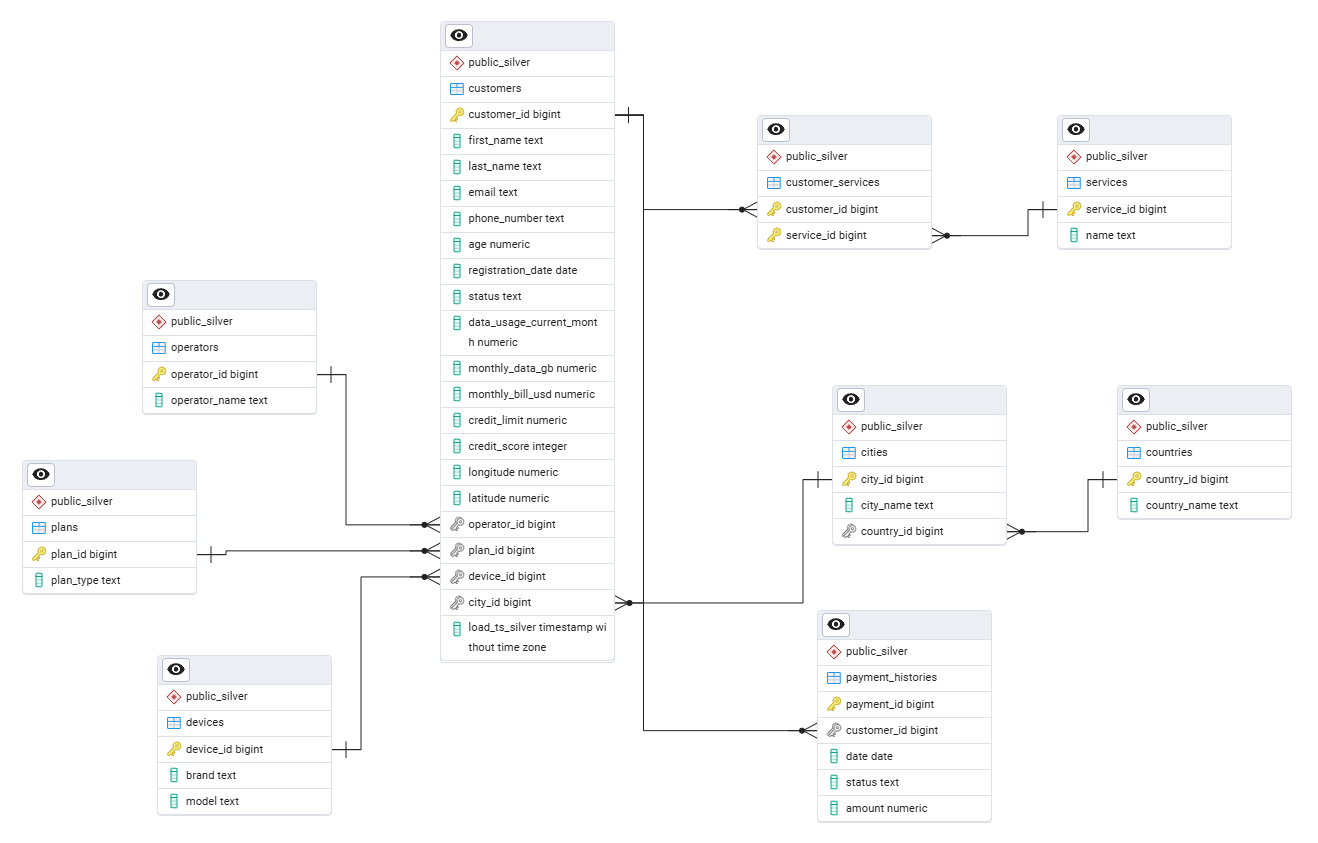 public_silver
customers
customer_id bigint
first_name text
last_name text
email text
phone_number text
age numeric
registration_date date
status text
data_usage_current_mont
h numeric
monthly_data_gb numeric
monthly_bill_usd numeric
credit_limit numeric
credit_score integer
longitude numeric
latitude numeric
operator_id bigint
plan_id bigint
device_id bigint
city_id bigint
load_ts_silver timestamp wi
thout time zone
public_silver
customer_services
customer_id bigint
service_id bigint
public_silver
services
service_id bigint
name text
public_silver
operators
operator_id bigint
operator_name text
public_silver
plans
plan_id bigint
plan_type text
public_silver
devices
device_id bigint
brand text
model text
public_silver
cities
city_id bigint
city_name text
country_id bigint
public_silver
countries
country_id bigint
country_name text
public_silver
payment_histories
payment_id bigint
customer_id bigint
date date
status text
amount numeric